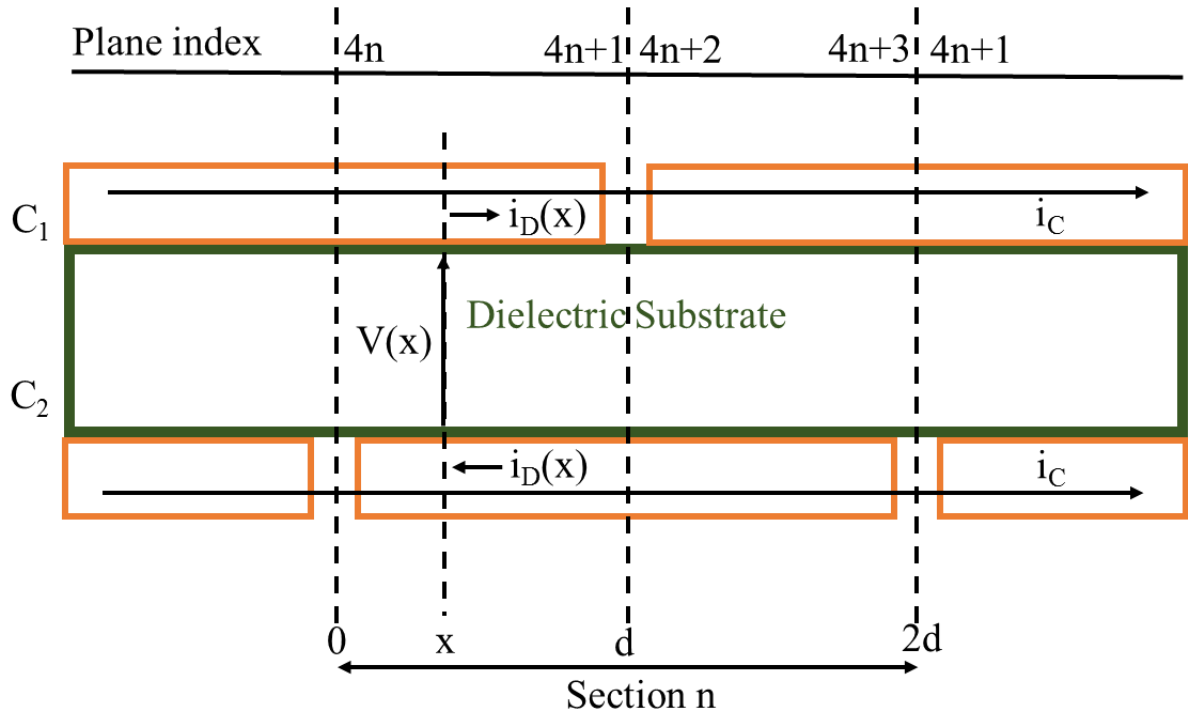 Plane index
4n 4n+1 4n+2 4n+3 4n+1
C1
iD(x) iC
Dielectric Substrate
V(x)
C2
iD(x) iC
0 x d 2d
Section n